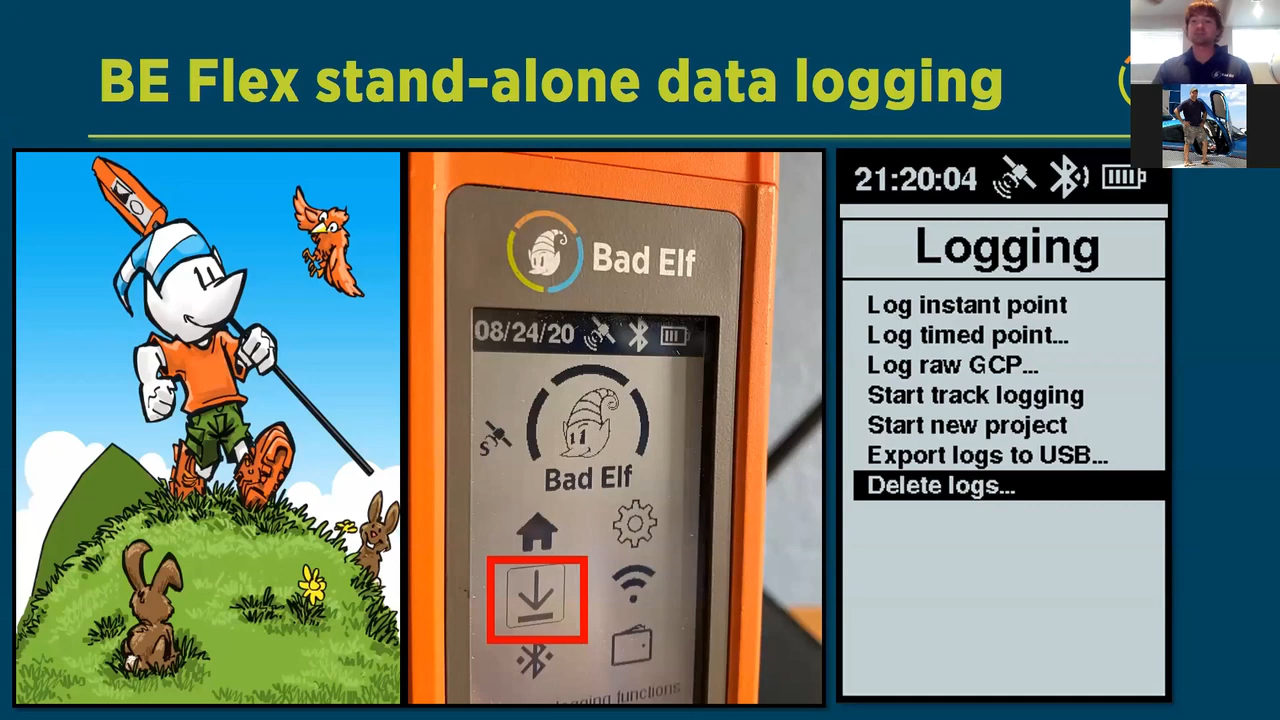 BE Flex stand-alone data logging
Bad Elf
08/24/20
Bad Elf
logging functions
21:20:04
Logging
Log instant point
Log timed point...
Log raw GCP...
Start track logging
Start new project
Export logs to USB...
Delete logs...